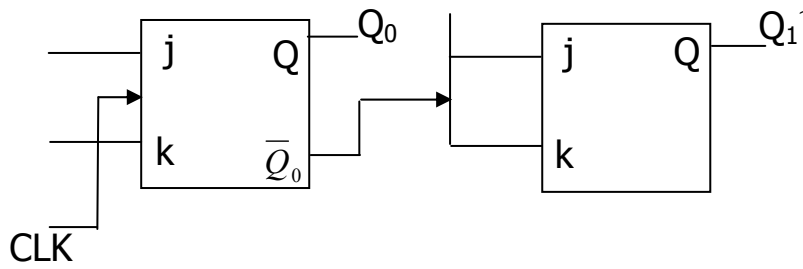 j Q Q₀ j Q Q₁
k Q̅₀ k
CLK